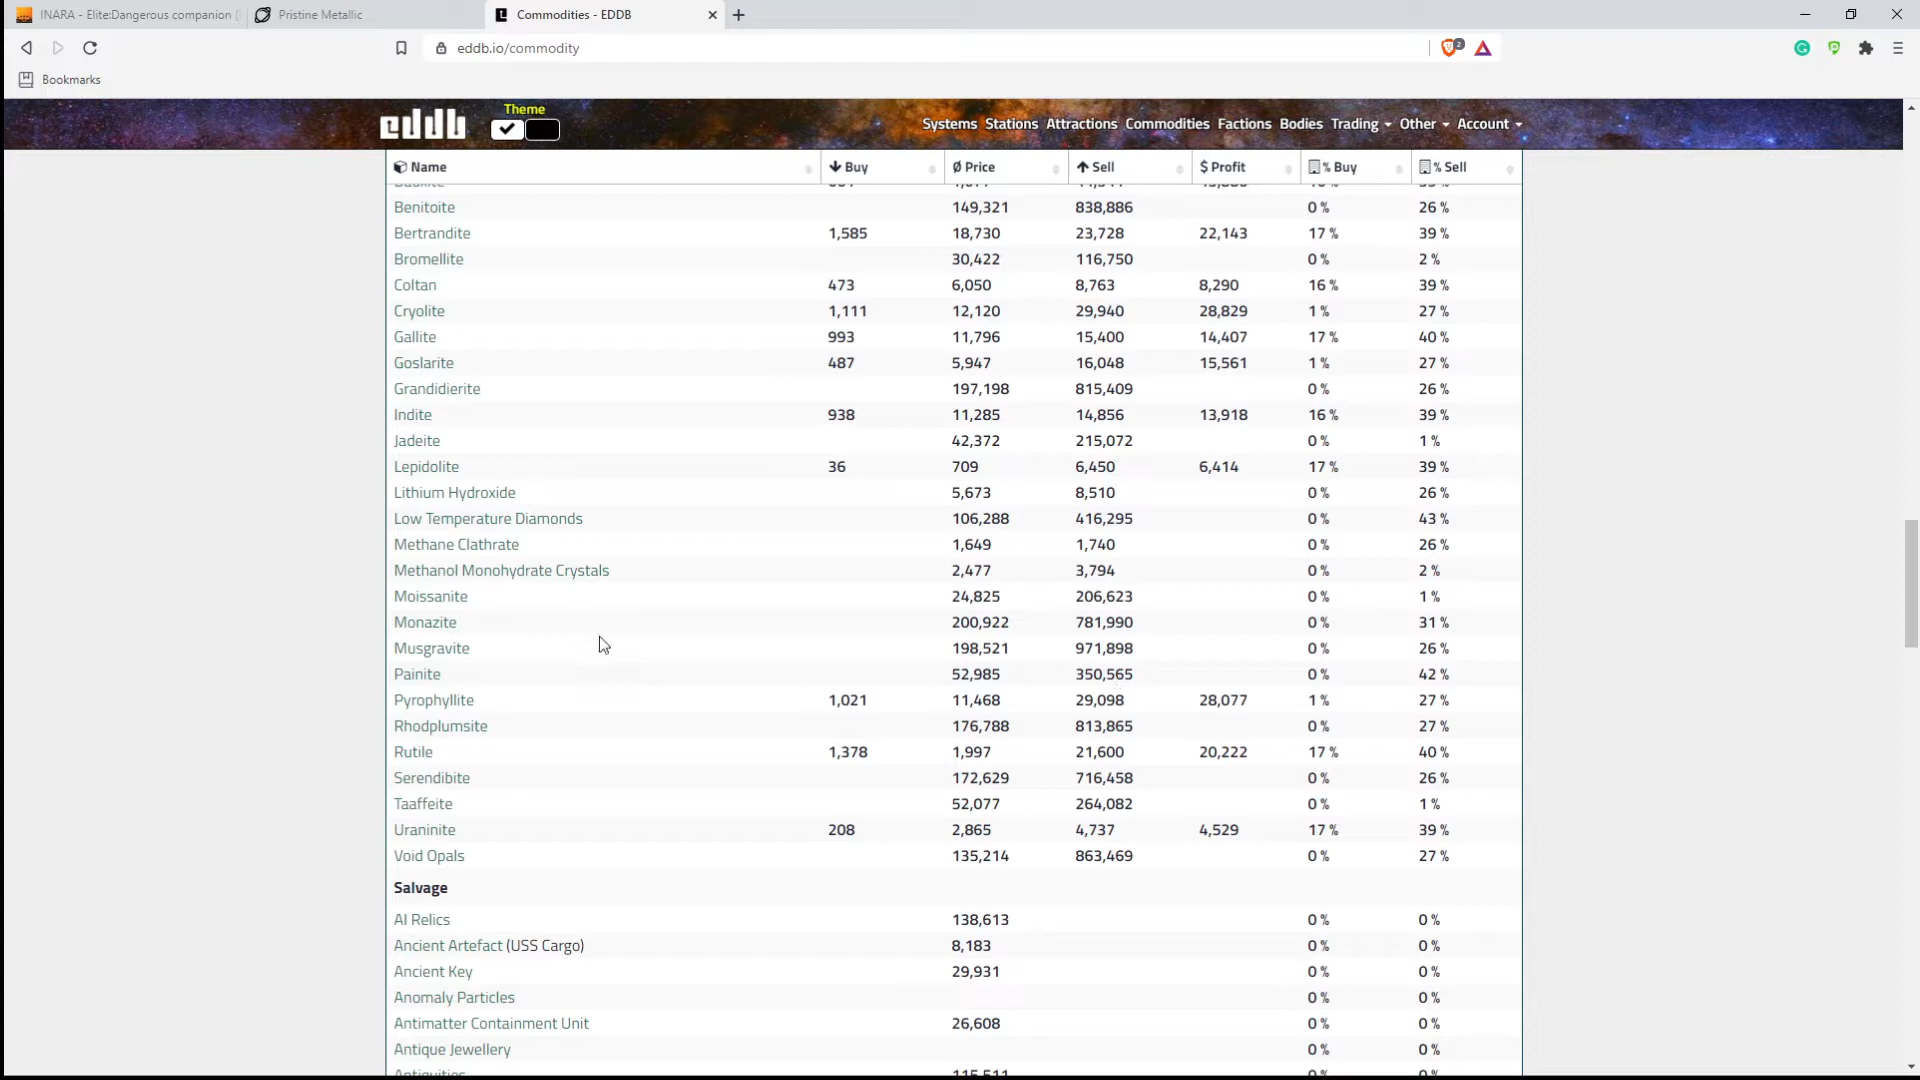 INARA - Elite:Dangerous companion
Pristine Metallic
Commodities - EDDB
eddb.io/commodity
2
Bookmarks
eddb
Theme
Systems Stations Attractions Commodities Factions Bodies Trading Other Account
Name Buy Ø Price Sell $ Profit % Buy % Sell
Benitoite 149,321 838,886 0 % 26 %
Bertrandite 1,585 18,730 23,728 22,143 17 % 39 %
Bromellite 30,422 116,750 0 % 2 %
Coltan 473 6,050 8,763 8,290 16 % 39 %
Cryolite 1,111 12,120 29,940 28,829 1 % 27 %
Gallite 993 11,796 15,400 14,407 17 % 40 %
Goslarite 487 5,947 16,048 15,561 1 % 27 %
Grandidierite 197,198 815,409 0 % 26 %
Indite 938 11,285 14,856 13,918 16 % 39 %
Jadeite 42,372 215,072 0 % 1 %
Lepidolite 36 709 6,450 6,414 17 % 39 %
Lithium Hydroxide 5,673 8,510 0 % 26 %
Low Temperature Diamonds 106,288 416,295 0 % 43 %
Methane Clathrate 1,649 1,740 0 % 26 %
Methanol Monohydrate Crystals 2,477 3,794 0 % 2 %
Moissanite 24,825 206,623 0 % 1 %
Monazite 200,922 781,990 0 % 31 %
Musgravite 198,521 971,898 0 % 26 %
Painite 52,985 350,565 0 % 42 %
Pyrophyllite 1,021 11,468 29,098 28,077 1 % 27 %
Rhodplumsite 176,788 813,865 0 % 27 %
Rutile 1,378 1,997 21,600 20,222 17 % 40 %
Serendibite 172,629 716,458 0 % 26 %
Taaffeite 52,077 264,082 0 % 1 %
Uraninite 208 2,865 4,737 4,529 17 % 39 %
Void Opals 135,214 863,469 0 % 27 %
Salvage
AI Relics 138,613 0 % 0 %
Ancient Artefact (USS Cargo) 8,183 0 % 0 %
Ancient Key 29,931 0 % 0 %
Anomaly Particles 0 % 0 %
Antimatter Containment Unit 26,608 0 % 0 %
Antique Jewellery 0 % 0 %
Antiquities 115,511